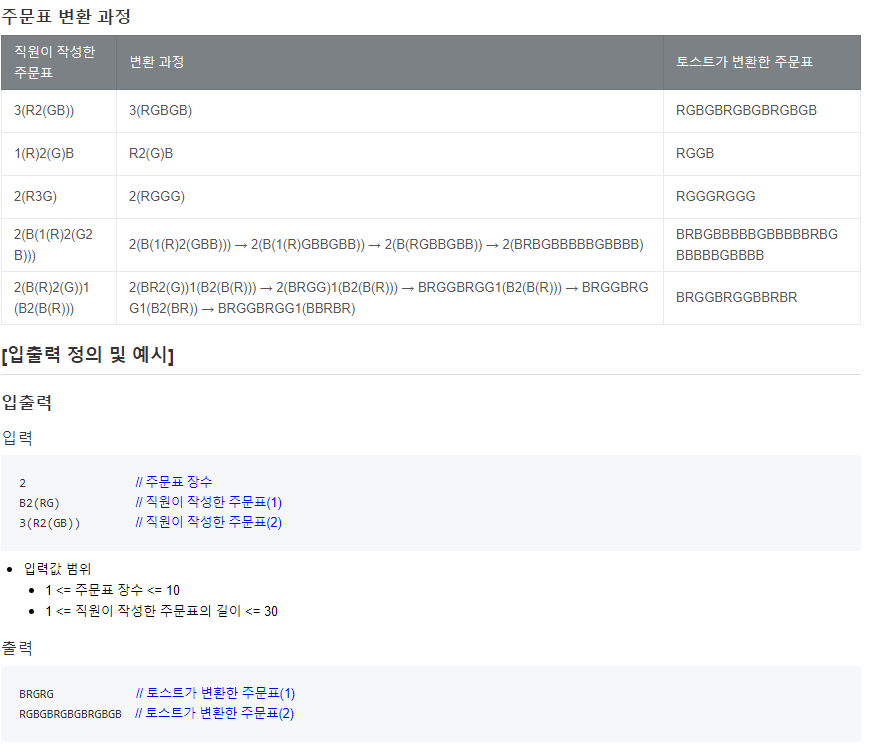 주문표 변환 과정
직원이 작성한
주문표
변환 과정
토스트가 변환한 주문표
3(R2(GB))
3(RGBGB)
RGBGBRGBGBRGBGB
1(R)2(G)B
R2(G)B
RGGB
2(R3G)
2(RGGG)
RGGGRGGG
2(B(1(R)2(G2
B)))
2(B(1(R)2(GBB))) → 2(B(1(R)GBBGBB)) → 2(B(RGBBGBB)) → 2(BRBGBBBBBGBBBB)
BRBGBBBBBGBBBBBRBG
BBBBBGBBBB
2(B(R)2(G))1
(B2(B(R)))
2(BR2(G))1(B2(B(R))) → 2(BRGG)1(B2(B(R))) → BRGGBRGG1(B2(B(R))) → BRGGBRG
G1(B2(BR)) → BRGGBRGG1(BBRBR)
BRGGBRGGBBRBR
[입출력 정의 및 예시]
입출력
입력
2 // 주문표 장수
B2(RG) // 직원이 작성한 주문표(1)
3(R2(GB)) // 직원이 작성한 주문표(2)
입력값 범위
1 <= 주문표 장수 <= 10
1 <= 직원이 작성한 주문표의 길이 <= 30
출력
BRGRG // 토스트가 변환한 주문표(1)
RGBGBRGBGBRGBGB // 토스트가 변환한 주문표(2)